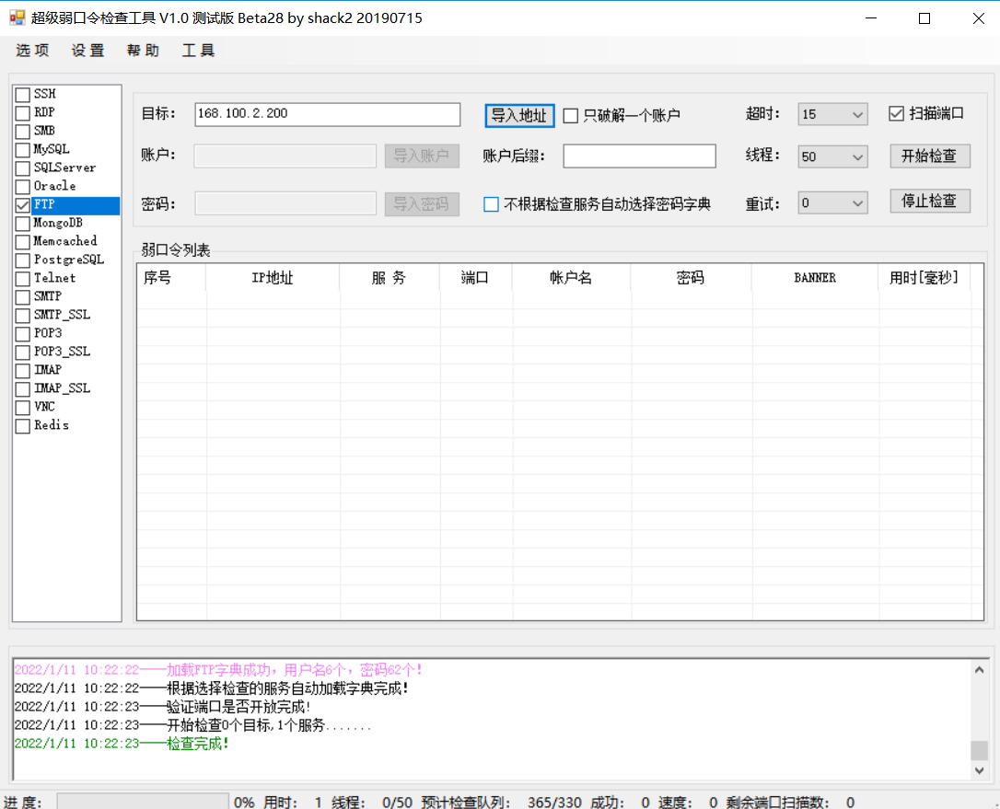 超级弱口令检查工具 V1.0 测试版 Beta28 by shack2 20190715
选 项 设 置 帮 助 工 具
SSH
RDP
SMB
MySQL
SQLServer
Oracle
FTP
MongoDB
Memcached
PostgreSQL
Telnet
SMTP
SMTP_SSL
POP3
POP3_SSL
IMAP
IMAP_SSL
VNC
Redis
目标: 168.100.2.200 导入地址 只破解一个账户 超时: 15 扫描端口
账户: 导入账户 账户后缀: 线程: 50 开始检查
密码: 导入密码 不根据检查服务自动选择密码字典 重试: 0 停止检查
弱口令列表
序号 IP地址 服 务 端口 帐户名 密码 BANNER 用时[毫秒]
2022/1/11 10:22:22——加载FTP字典成功，用户名6个，密码62个!
2022/1/11 10:22:22——根据选择检查的服务自动加载字典完成!
2022/1/11 10:22:23——验证端口是否开放完成!
2022/1/11 10:22:23——开始检查0个目标,1个服务.......
2022/1/11 10:22:23——检查完成!
进 度: 0% 用时: 1 线程: 0/50 预计检查队列: 365/330 成功: 0 速度: 0 剩余端口扫描数: 0